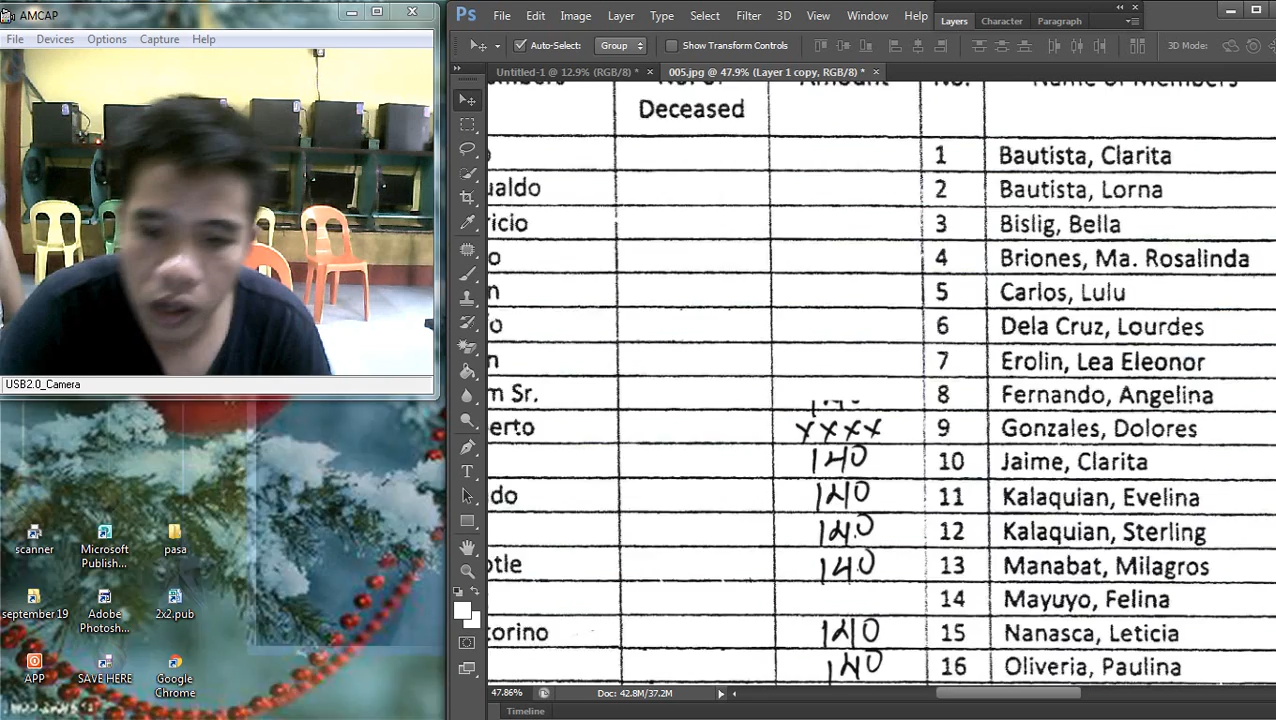 AMCAP
File Devices Options Capture Help
USB2.0_Camera
scanner
Microsoft Publish...
pasa
september 19
Adobe Photosh...
2x2.pub
APP
SAVE HERE
Google Chrome
Ps File Edit Image Layer Type Select Filter 3D View Window Help
Layers Character Paragraph
Auto-Select: Group Show Transform Controls 3D Mode:
Untitled-1 @ 12.9% (RGB/8) * × 005.jpg @ 47.9% (Layer 1 copy, RGB/8) * ×
Amount No. Name of Members
Deceased
1 Bautista, Clarita
ualdo 2 Bautista, Lorna
ricio 3 Bislig, Bella
o 4 Briones, Ma. Rosalinda
n 5 Carlos, Lulu
fo 6 Dela Cruz, Lourdes
n 7 Erolin, Lea Eleonor
m Sr. 8 Fernando, Angelina
erto xxxx 9 Gonzales, Dolores
140 10 Jaime, Clarita
do 140 11 Kalaquian, Evelina
140 12 Kalaquian, Sterling
otle 140 13 Manabat, Milagros
14 Mayuyo, Felina
torino 140 15 Nanasca, Leticia
140 16 Oliveria, Paulina
47.86% Doc: 42.8M/37.2M
Timeline